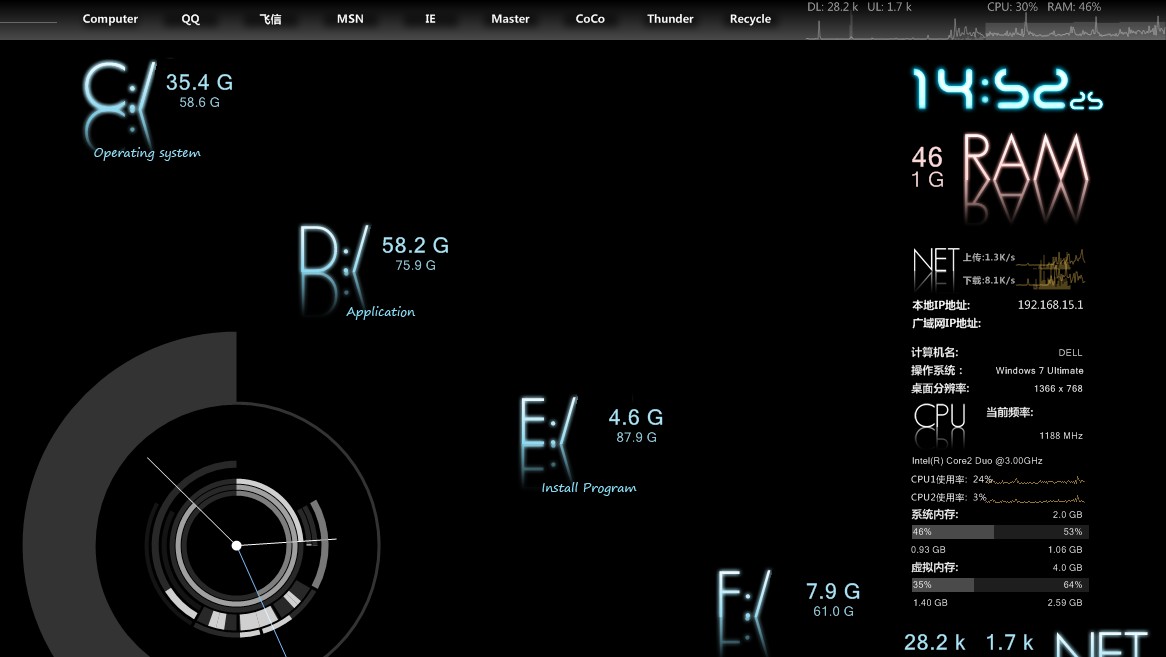 Computer QQ 飞信 MSN IE Master CoCo Thunder Recycle
DL: 28.2 k UL: 1.7 k CPU: 30% RAM: 46%
C:/ 35.4 G
58.6 G
Operating system
D:/ 58.2 G
75.9 G
Application
E:/ 4.6 G
87.9 G
Install Program
F:/ 7.9 G
61.0 G
14:52 25
46 RAM
1 G
NET 上传:1.3K/s
下载:8.1K/s
本地IP地址: 192.168.15.1
广域网IP地址:
计算机名: DELL
操作系统： Windows 7 Ultimate
桌面分辨率: 1366 x 768
CPU 当前频率:
1188 MHz
Intel(R) Core2 Duo @3.00GHz
CPU1使用率: 24%
CPU2使用率: 3%
系统内存: 2.0 GB
46% 53%
0.93 GB 1.06 GB
虚拟内存: 4.0 GB
35% 64%
1.40 GB 2.59 GB
28.2 k 1.7 k NET